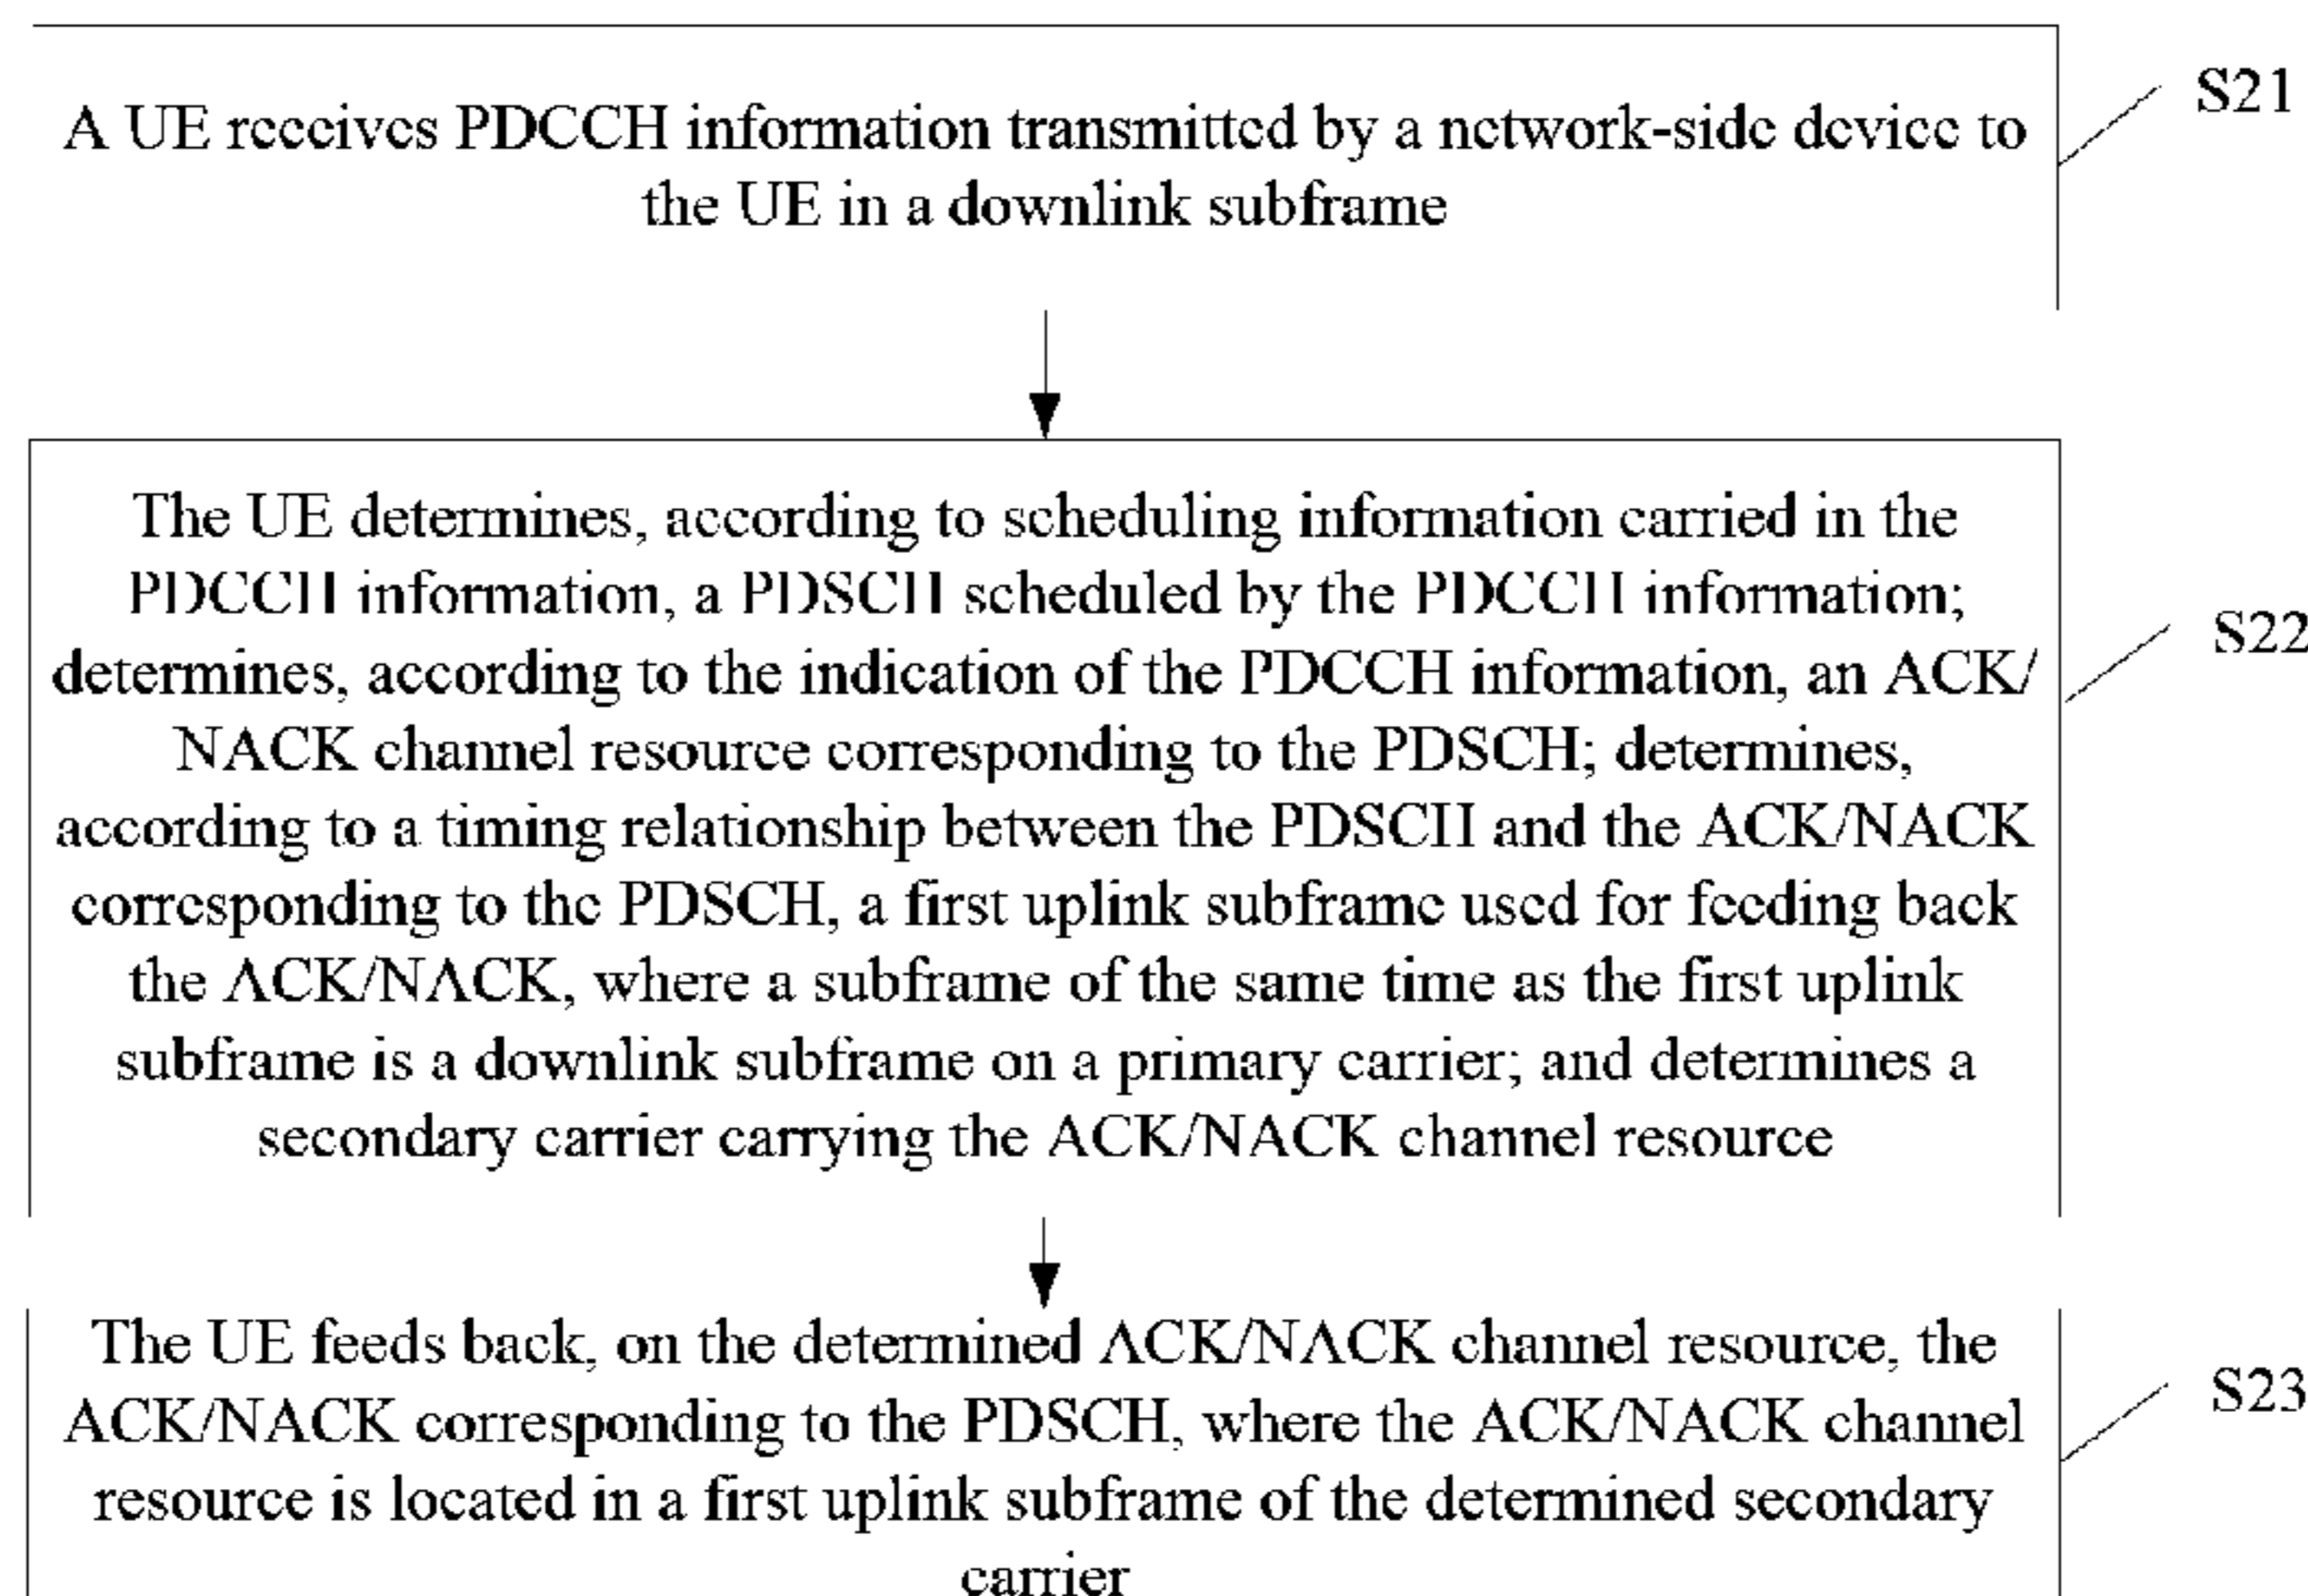 A UE receives PDCCH information transmitted by a network-side device to
the UE in a downlink subframe
S21
The UE determines, according to scheduling information carried in the
PDCCH information, a PDSCH scheduled by the PDCCH information;
determines, according to the indication of the PDCCH information, an ACK/
NACK channel resource corresponding to the PDSCH; determines,
according to a timing relationship between the PDSCH and the ACK/NACK
corresponding to the PDSCH, a first uplink subframe used for feeding back
the ACK/NACK, where a subframe of the same time as the first uplink
subframe is a downlink subframe on a primary carrier; and determines a
secondary carrier carrying the ACK/NACK channel resource
S22
The UE feeds back, on the determined ACK/NACK channel resource, the
ACK/NACK corresponding to the PDSCH, where the ACK/NACK channel
resource is located in a first uplink subframe of the determined secondary
carrier
S23